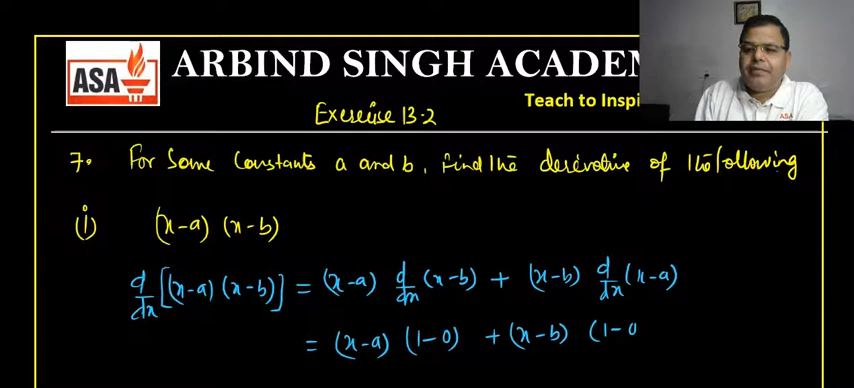 ASA
ARBIND SINGH ACADEM
Teach to Inspi
Exercise 13.2
7. For some constants a and b, find the derivative of the following
(i) (x-a) (x-b)
d/dx [(x-a) (x-b)] = (x-a) d/dx (x-b) + (x-b) d/dx (x-a)
= (x-a) (1-0) + (x-b) (1-0
ASA